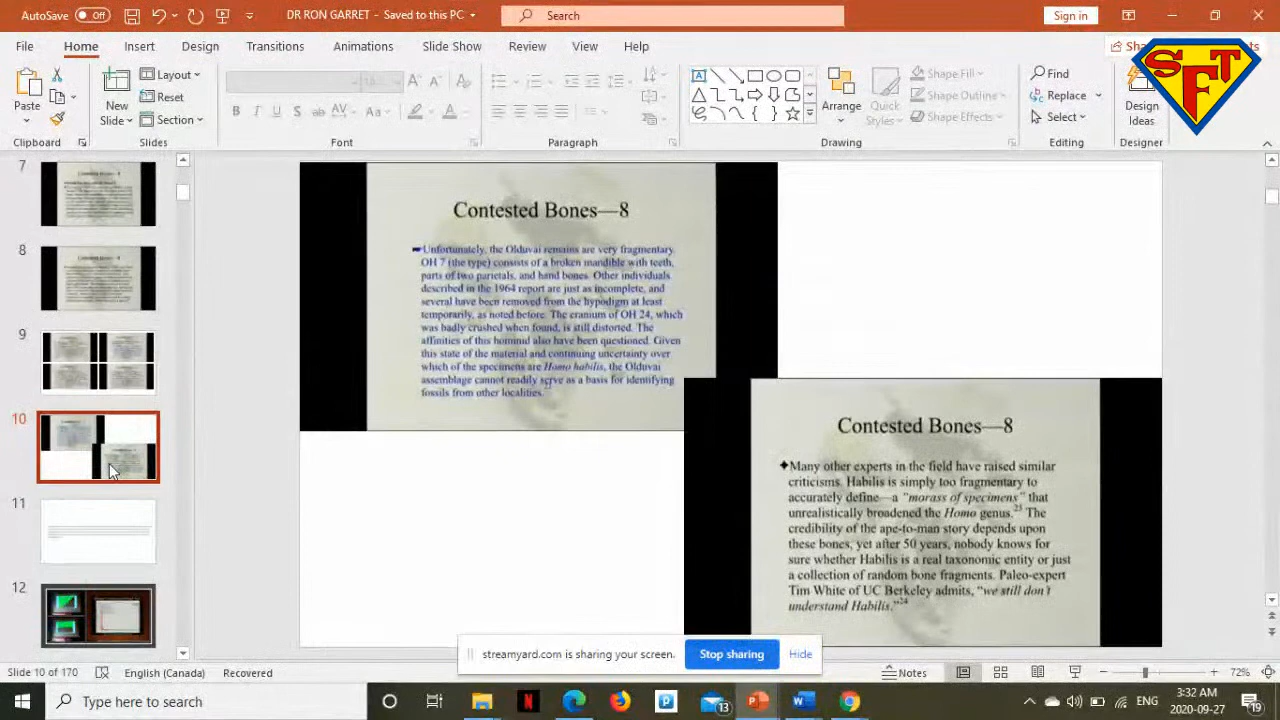 AutoSave Off
DR RON GARRET - Saved to this PC
Search
Sign in
File Home Insert Design Transitions Animations Slide Show Review View Help
SFT
Paste
New
Slide
Layout
Reset
Section
B I U S ab AV
Aa A
Shape Fill
Shape Outline
Shape Effects
Arrange
Quick
Styles
Find
Replace
Select
Design
Ideas
Clipboard Slides Font Paragraph Drawing Editing Designer
7
8
9
10
11
12
Contested Bones—8
Unfortunately, the Olduvai remains are very fragmentary.
OH 7 (the type) consists of a broken mandible with teeth,
parts of two parietals, and hand bones. Other individuals
described in the 1964 report are just as incomplete, and
several have been removed from the hypodigm at least
temporarily, as noted before. The cranium of OH 24, which
was badly crushed when found, is still distorted. The
affinities of this hominid also have been questioned. Given
this state of the material and continuing uncertainty over
which of the specimens are Homo habilis, the Olduvai
assemblage cannot readily serve as a basis for identifying
fossils from other localities.
Contested Bones—8
Many other experts in the field have raised similar
criticisms. Habilis is simply too fragmentary to
accurately define—a "morass of specimens" that
unrealistically broadened the Homo genus.23 The
credibility of the ape-to-man story depends upon
these bones, yet after 50 years, nobody knows for
sure whether Habilis is a real taxonomic entity or just
a collection of random bone fragments. Paleo-expert
Tim White of UC Berkeley admits, "we still don't
understand Habilis."24
streamyard.com is sharing your screen.
Stop sharing
Hide
Slide 10 of 170
English (Canada)
Recovered
Notes
72%
Type here to search
13
ENG
3:32 AM
2020-09-27
19